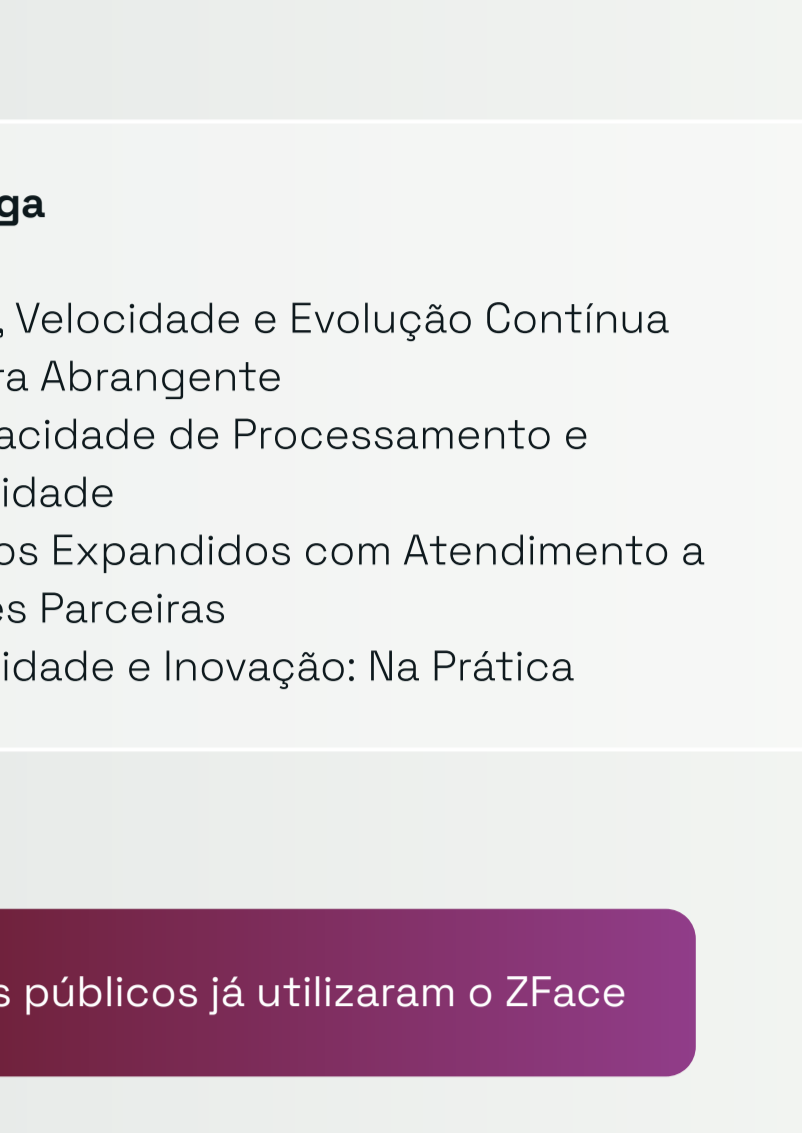 ga
, Velocidade e Evolução Contínua
ra Abrangente
acidade de Processamento e
idade
os Expandidos com Atendimento a
es Parceiras
idade e Inovação: Na Prática
s públicos já utilizaram o ZFace